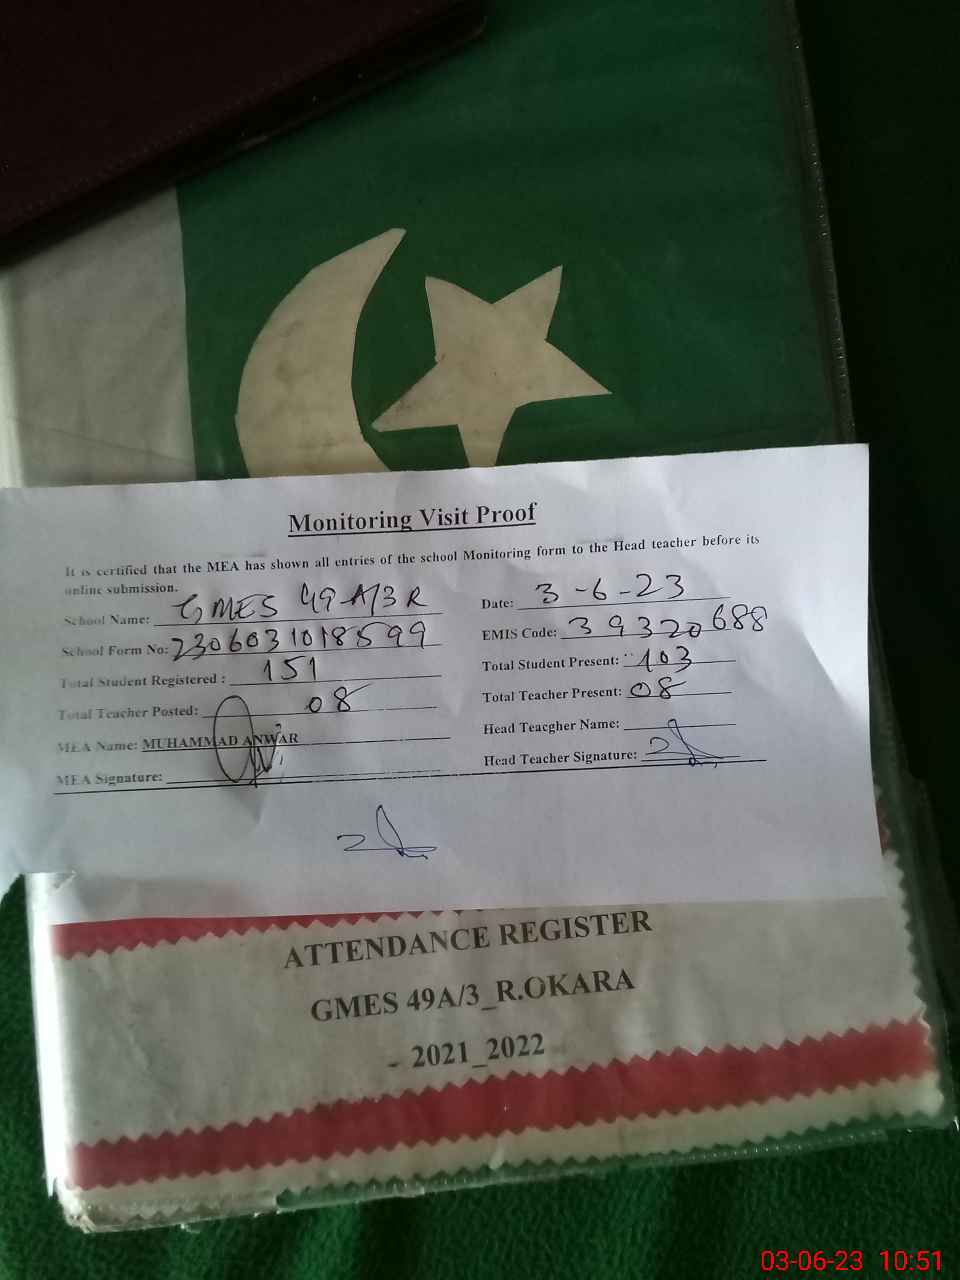 Monitoring Visit Proof
It is certified that the MEA has shown all entries of the school Monitoring form to the Head teacher before its
online submission.
School Name: GMES 49-A/3R
Date: 3-6-23
School Form No: 2306031018599
EMIS Code: 39320688
Total Student Registered : 151
Total Student Present: 103
Total Teacher Posted: 08
Total Teacher Present: 08
MEA Name: MUHAMMAD ANWAR
Head Teacgher Name:
MEA Signature:
Head Teacher Signature:
ATTENDANCE REGISTER
GMES 49A/3_R.OKARA
- 2021_2022
03-06-23 10:51